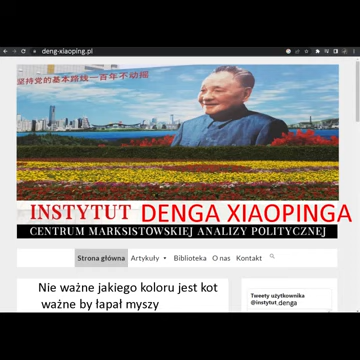 deng-xiaoping.pl
坚持党的基本路线一百年不动摇
INSTYTUT DENGA XIAOPINGA
CENTRUM MARKSISTOWSKIEJ ANALIZY POLITYCZNEJ
Strona główna Artykuły Biblioteka O nas Kontakt
Nie ważne jakiego koloru jest kot
ważne by łapał myszy
Tweety użytkownika
@instytut_denga